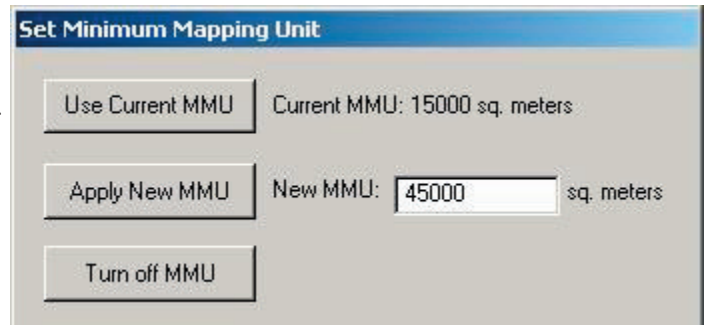 Set Minimum Mapping Unit
Use Current MMU Current MMU: 15000 sq. meters
Apply New MMU New MMU: 45000 sq. meters
Turn off MMU